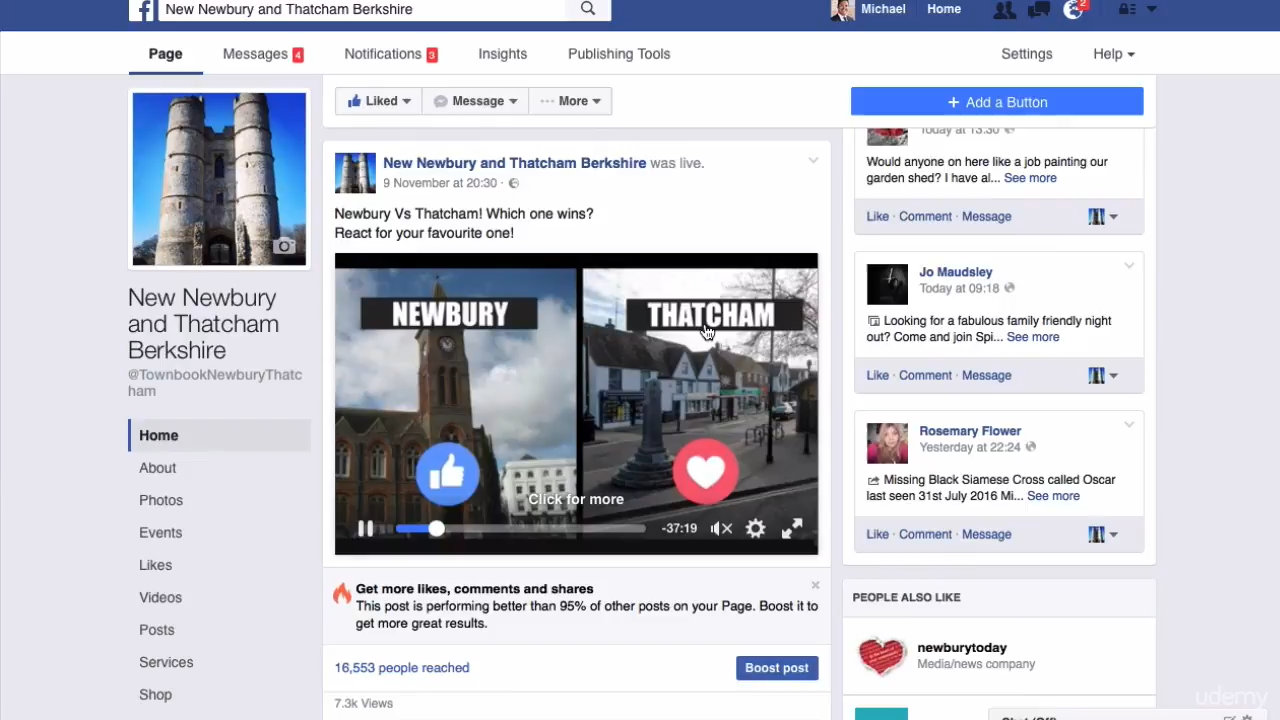 New Newbury and Thatcham Berkshire
Michael
Home
2
Page
Messages 4
Notifications 3
Insights
Publishing Tools
Settings
Help
Liked
Message
More
+ Add a Button
New Newbury and Thatcham Berkshire
@TownbookNewburyThatcham
Home
About
Photos
Events
Likes
Videos
Posts
Services
Shop
New Newbury and Thatcham Berkshire was live.
9 November at 20:30
Newbury Vs Thatcham! Which one wins?
React for your favourite one!
NEWBURY
THATCHAM
Click for more
-37:19
Get more likes, comments and shares
This post is performing better than 95% of other posts on your Page. Boost it to
get more great results.
16,553 people reached
Boost post
7.3k Views
Today at 13:30
Would anyone on here like a job painting our
garden shed? I have al... See more
Like · Comment · Message
Jo Maudsley
Today at 09:18
Looking for a fabulous family friendly night
out? Come and join Spi... See more
Like · Comment · Message
Rosemary Flower
Yesterday at 22:24
Missing Black Siamese Cross called Oscar
last seen 31st July 2016 Mi... See more
Like · Comment · Message
PEOPLE ALSO LIKE
newburytoday
Media/news company
Chat (Off)
udemy